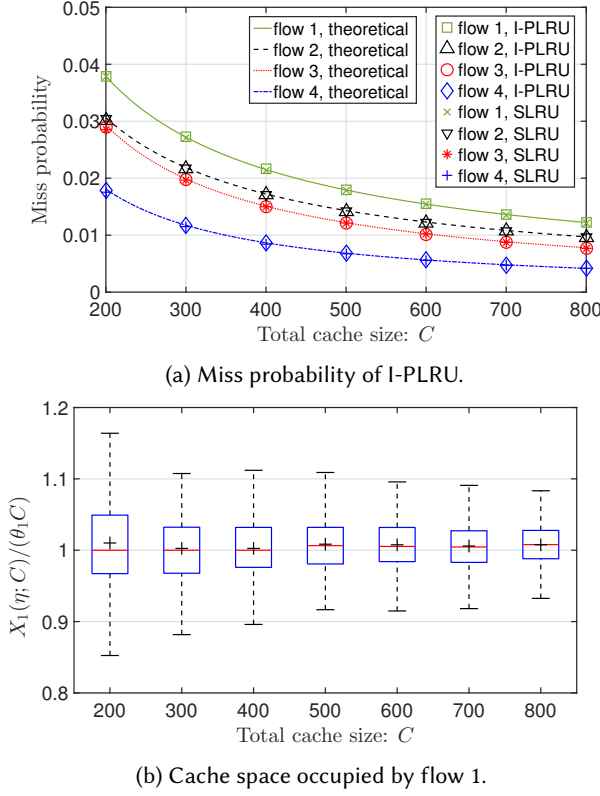 Miss probability
0.05
0.04
0.03
0.02
0.01
0
flow 1, theoretical
flow 2, theoretical
flow 3, theoretical
flow 4, theoretical
flow 1, I-PLRU
flow 2, I-PLRU
flow 3, I-PLRU
flow 4, I-PLRU
flow 1, SLRU
flow 2, SLRU
flow 3, SLRU
flow 4, SLRU
200 300 400 500 600 700 800
Total cache size: C
(a) Miss probability of I-PLRU.
X₁(η; C)/(θ₁C)
1.2
1.1
1
0.9
0.8
200 300 400 500 600 700 800
Total cache size: C
(b) Cache space occupied by flow 1.